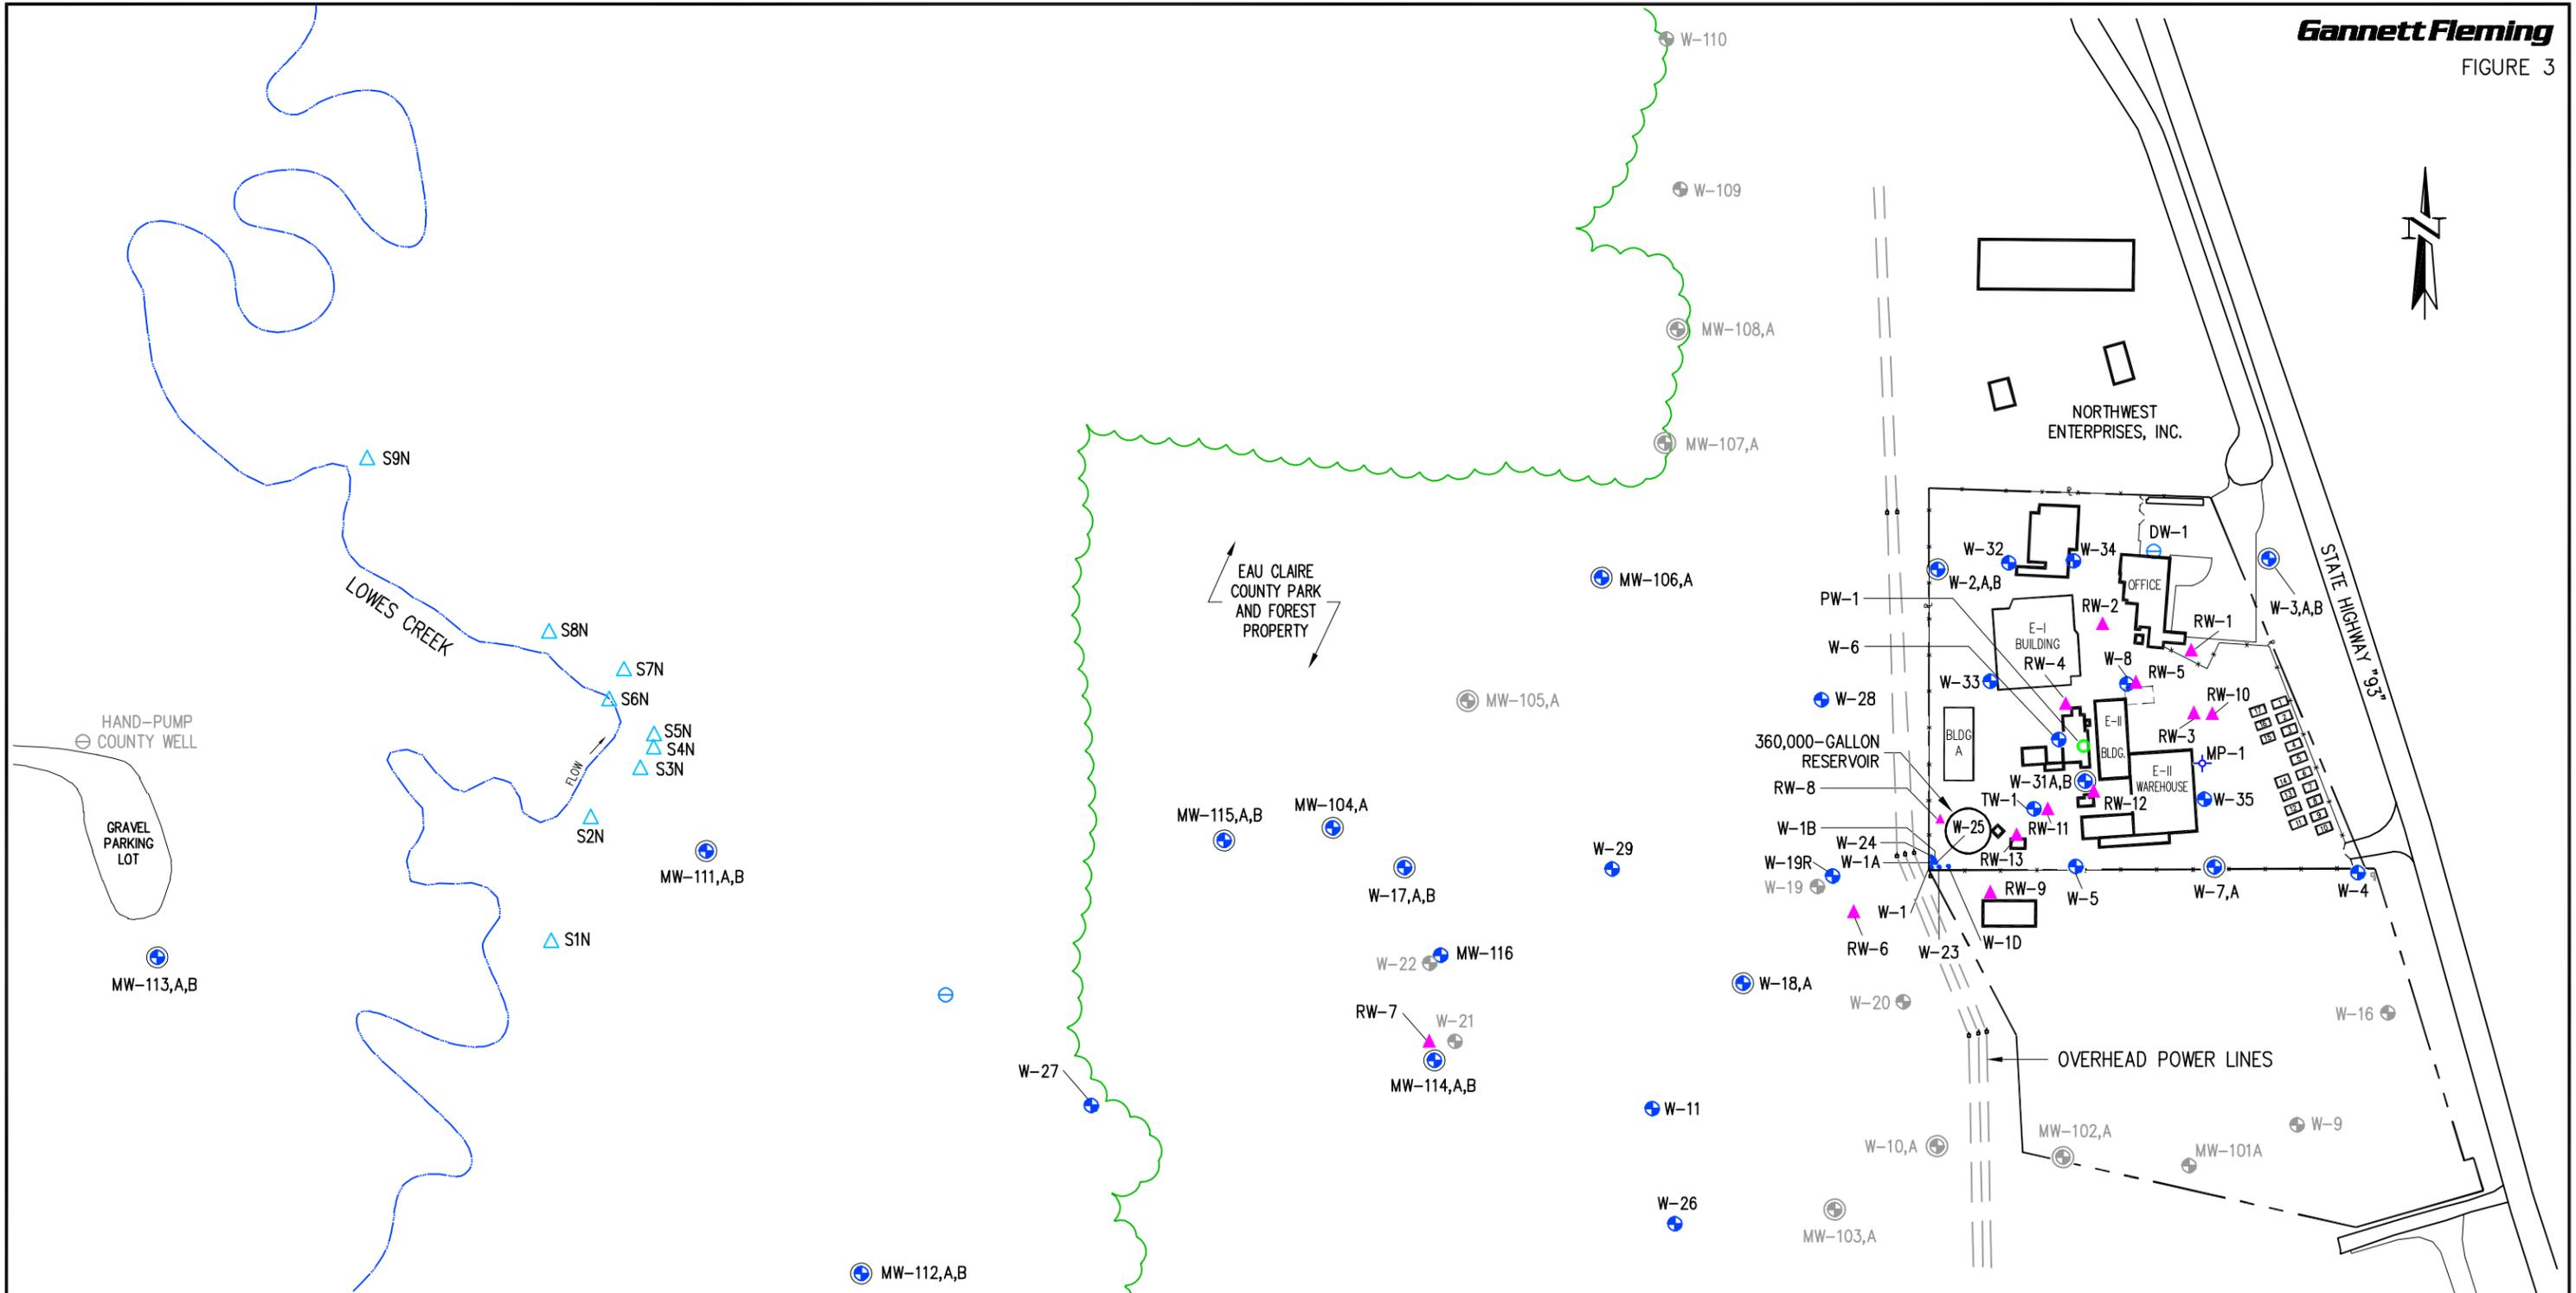 Gannett Fleming
FIGURE 3
W-110
W-109
MW-108,A
MW-107,A
NORTHWEST
ENTERPRISES, INC.
STATE HIGHWAY "93"
N
S9N
LOWES CREEK
S8N
S7N
S6N
S5N
S4N
S3N
FLOW
S2N
S1N
HAND-PUMP
COUNTY WELL
GRAVEL
PARKING
LOT
MW-113,A,B
MW-111,A,B
MW-112,A,B
EAU CLAIRE
COUNTY PARK
AND FOREST
PROPERTY
MW-106,A
MW-105,A
MW-115,A,B
MW-104,A
W-17,A,B
W-29
MW-116
W-22
RW-7
W-21
MW-114,A,B
W-27
W-11
W-26
W-18,A
W-28
DW-1
W-32
W-34
W-2,A,B
OFFICE
W-3,A,B
PW-1
RW-2
RW-1
E-I
BUILDING
W-6
RW-4
W-8
RW-5
W-33
RW-10
RW-3
BLDG
A
E-II
BLDG.
MP-1
E-II
WAREHOUSE
360,000-GALLON
RESERVOIR
W-31A,B
RW-8
TW-1
RW-12
W-35
W-25
RW-11
W-1B
W-24
W-1A
RW-13
W-19R
W-19
RW-9
W-5
W-7,A
W-4
W-1
RW-6
W-23
W-1D
W-20
W-16
OVERHEAD POWER LINES
W-10,A
MW-102,A
W-9
MW-101A
MW-103,A